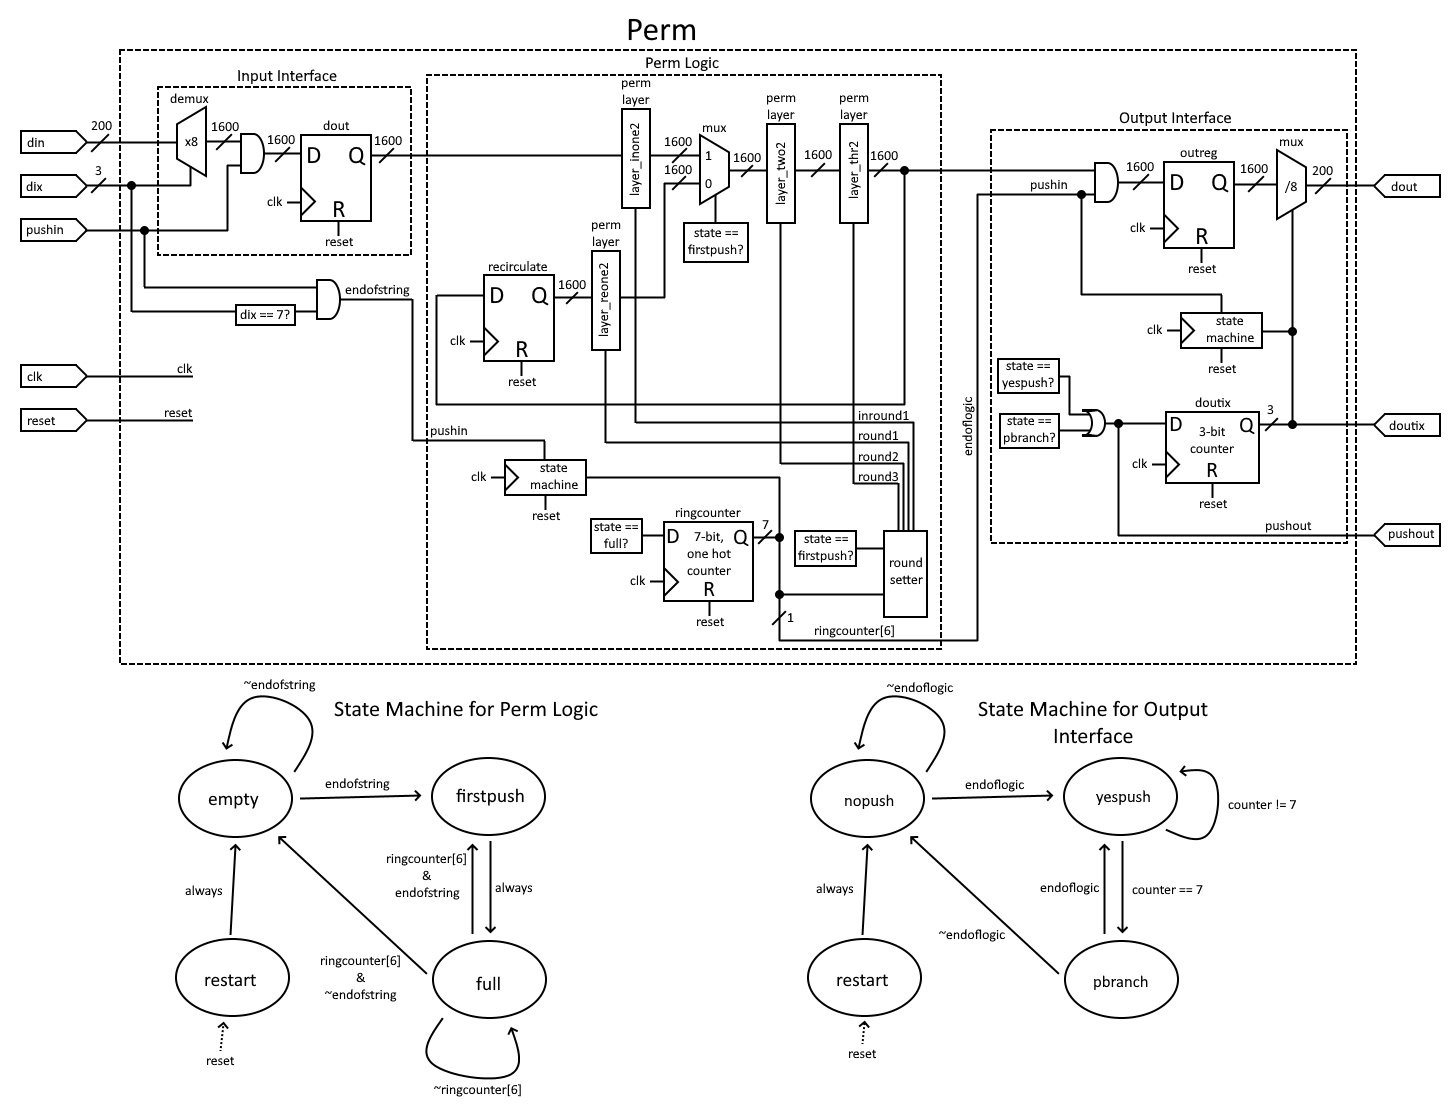 Perm
Input Interface
demux
din
200
x8
1600
1600
dout
D
Q
1600
dix
3
clk
R
reset
pushin
dix == 7?
endofstring
clk
clk
reset
reset
Perm Logic
perm
layer
layer_inone2
1600
1600
mux
1
0
1600
state ==
firstpush?
perm
layer
layer_two2
1600
perm
layer
layer_thr2
1600
perm
layer
layer_reone2
recirculate
D
Q
1600
clk
R
reset
inround1
round1
round2
round3
pushin
clk
state
machine
reset
state ==
full?
ringcounter
D
7-bit,
one hot
counter
Q
7
clk
R
reset
state ==
firstpush?
round
setter
1
ringcounter[6]
endoflogic
Output Interface
pushin
1600
outreg
D
Q
1600
mux
/8
200
dout
clk
R
reset
clk
state
machine
reset
state ==
yespush?
state ==
pbranch?
doutix
D
3-bit
counter
Q
3
doutix
clk
R
reset
pushout
pushout
State Machine for Perm Logic
~endofstring
empty
endofstring
firstpush
always
ringcounter[6]
&
endofstring
always
restart
ringcounter[6]
&
~endofstring
full
reset
~ringcounter[6]
State Machine for Output
Interface
~endoflogic
nopush
endoflogic
yespush
counter != 7
always
endoflogic
counter == 7
~endoflogic
restart
pbranch
reset